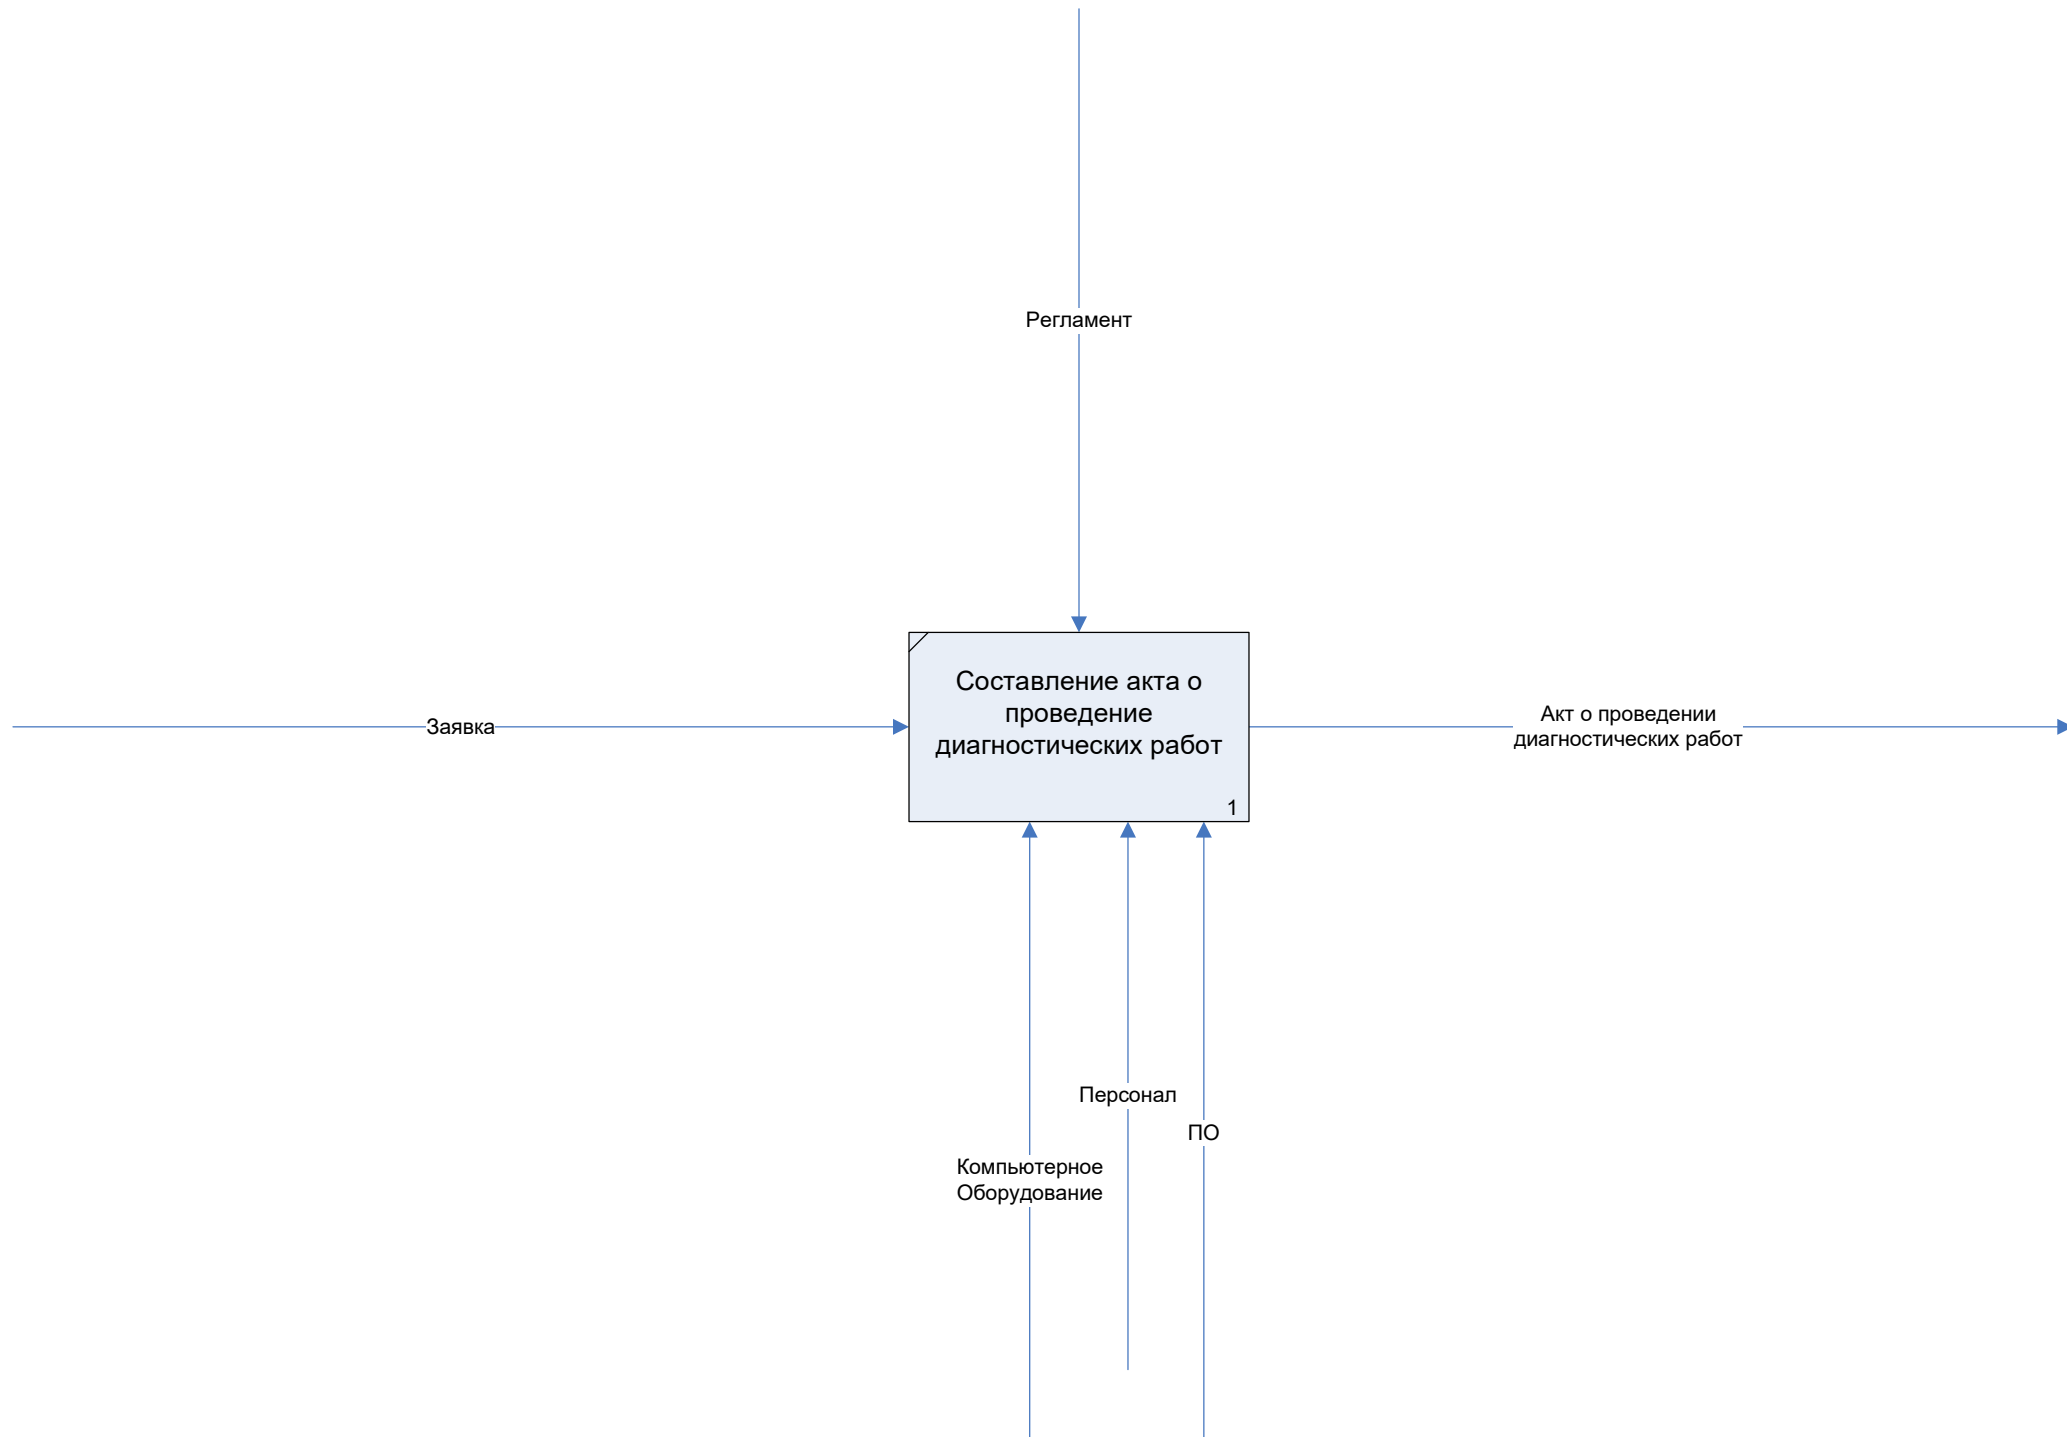 Регламент
Заявка
Составление акта о
проведение
диагностических работ
1
Акт о проведении
диагностических работ
Персонал
ПО
Компьютерное
Оборудование